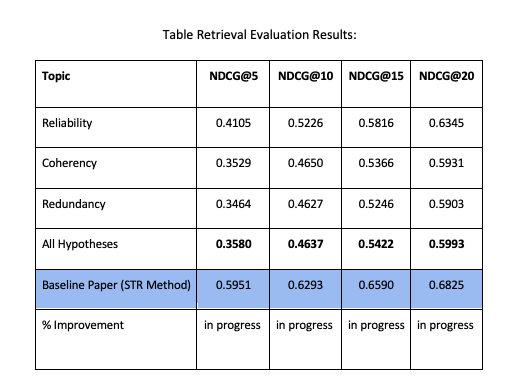 Table Retrieval Evaluation Results:
Topic NDCG@5 NDCG@10 NDCG@15 NDCG@20
Reliability 0.4105 0.5226 0.5816 0.6345
Coherency 0.3529 0.4650 0.5366 0.5931
Redundancy 0.3464 0.4627 0.5246 0.5903
All Hypotheses 0.3580 0.4637 0.5422 0.5993
Baseline Paper (STR Method) 0.5951 0.6293 0.6590 0.6825
% Improvement in progress in progress in progress in progress